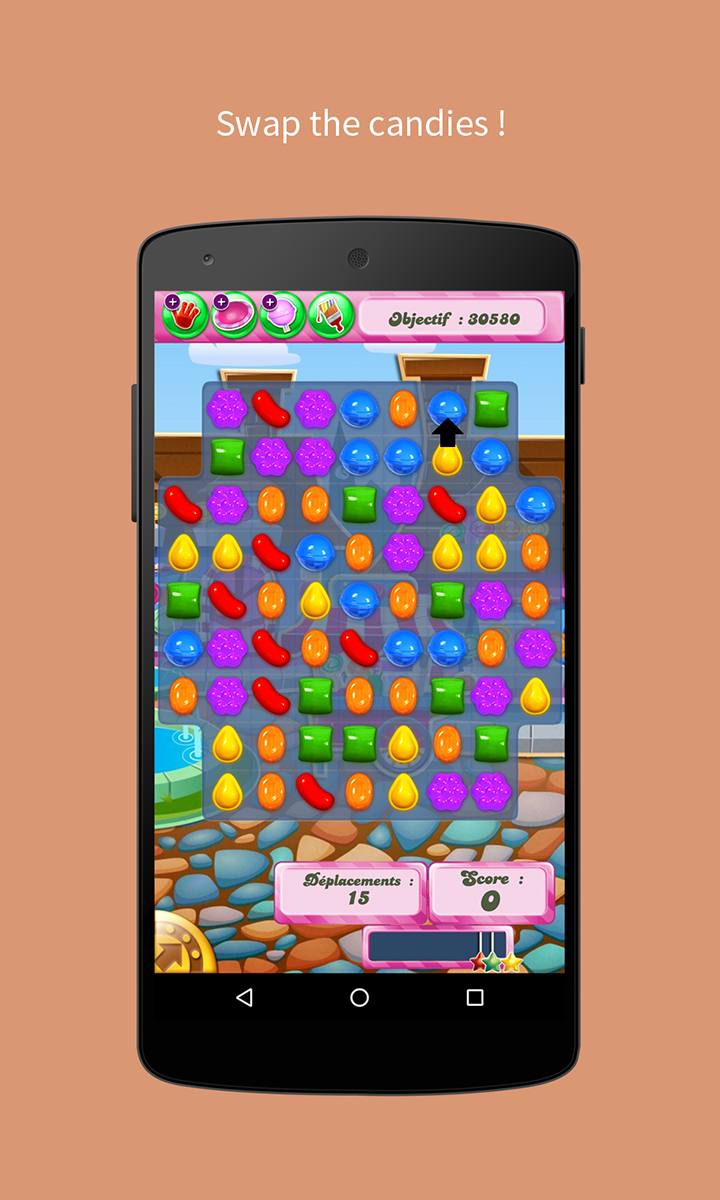 Swap the candies !
Objectif : 30580
Déplacements :
15
Score :
0